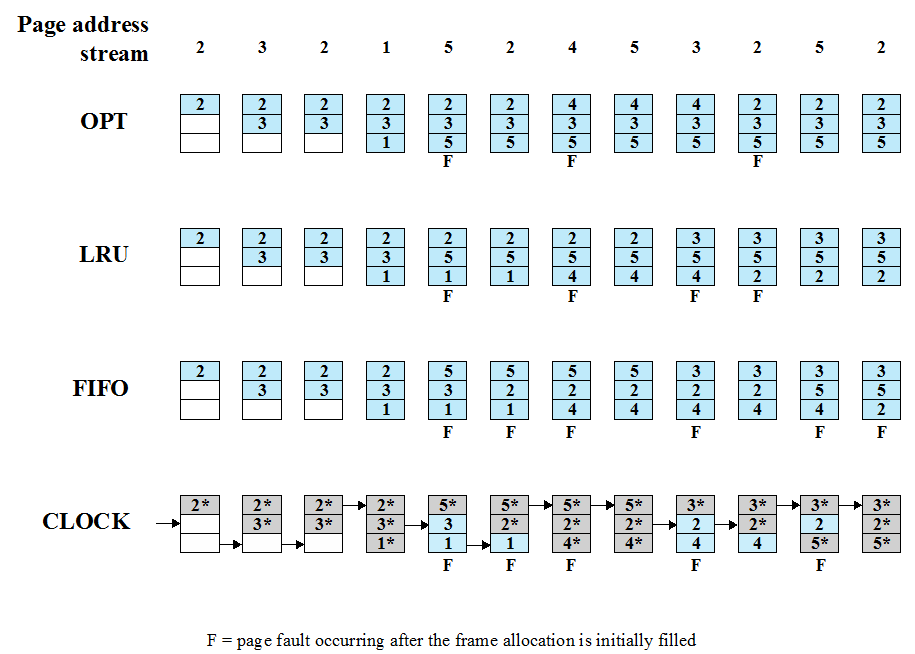 Page address
stream 2 3 2 1 5 2 4 5 3 2 5 2
2 2 2 2 2 2 4 4 4 2 2 2
OPT 3 3 3 3 3 3 3 3 3 3 3
1 5 5 5 5 5 5 5 5
F F F
2 2 2 2 2 2 2 2 3 3 3 3
LRU 3 3 3 5 5 5 5 5 5 5 5
1 1 1 4 4 4 2 2 2
F F F F
2 2 2 2 5 5 5 5 3 3 3 3
FIFO 3 3 3 3 2 2 2 2 2 5 5
1 1 1 4 4 4 4 4 2
F F F F F F
2* 2* 2* 2* 5* 5* 5* 5* 3* 3* 3* 3*
CLOCK 3* 3* 3* 3 2* 2* 2* 2 2* 2 2*
1* 1 1 4* 4* 4 4 5* 5*
F F F F F
F = page fault occurring after the frame allocation is initially filled